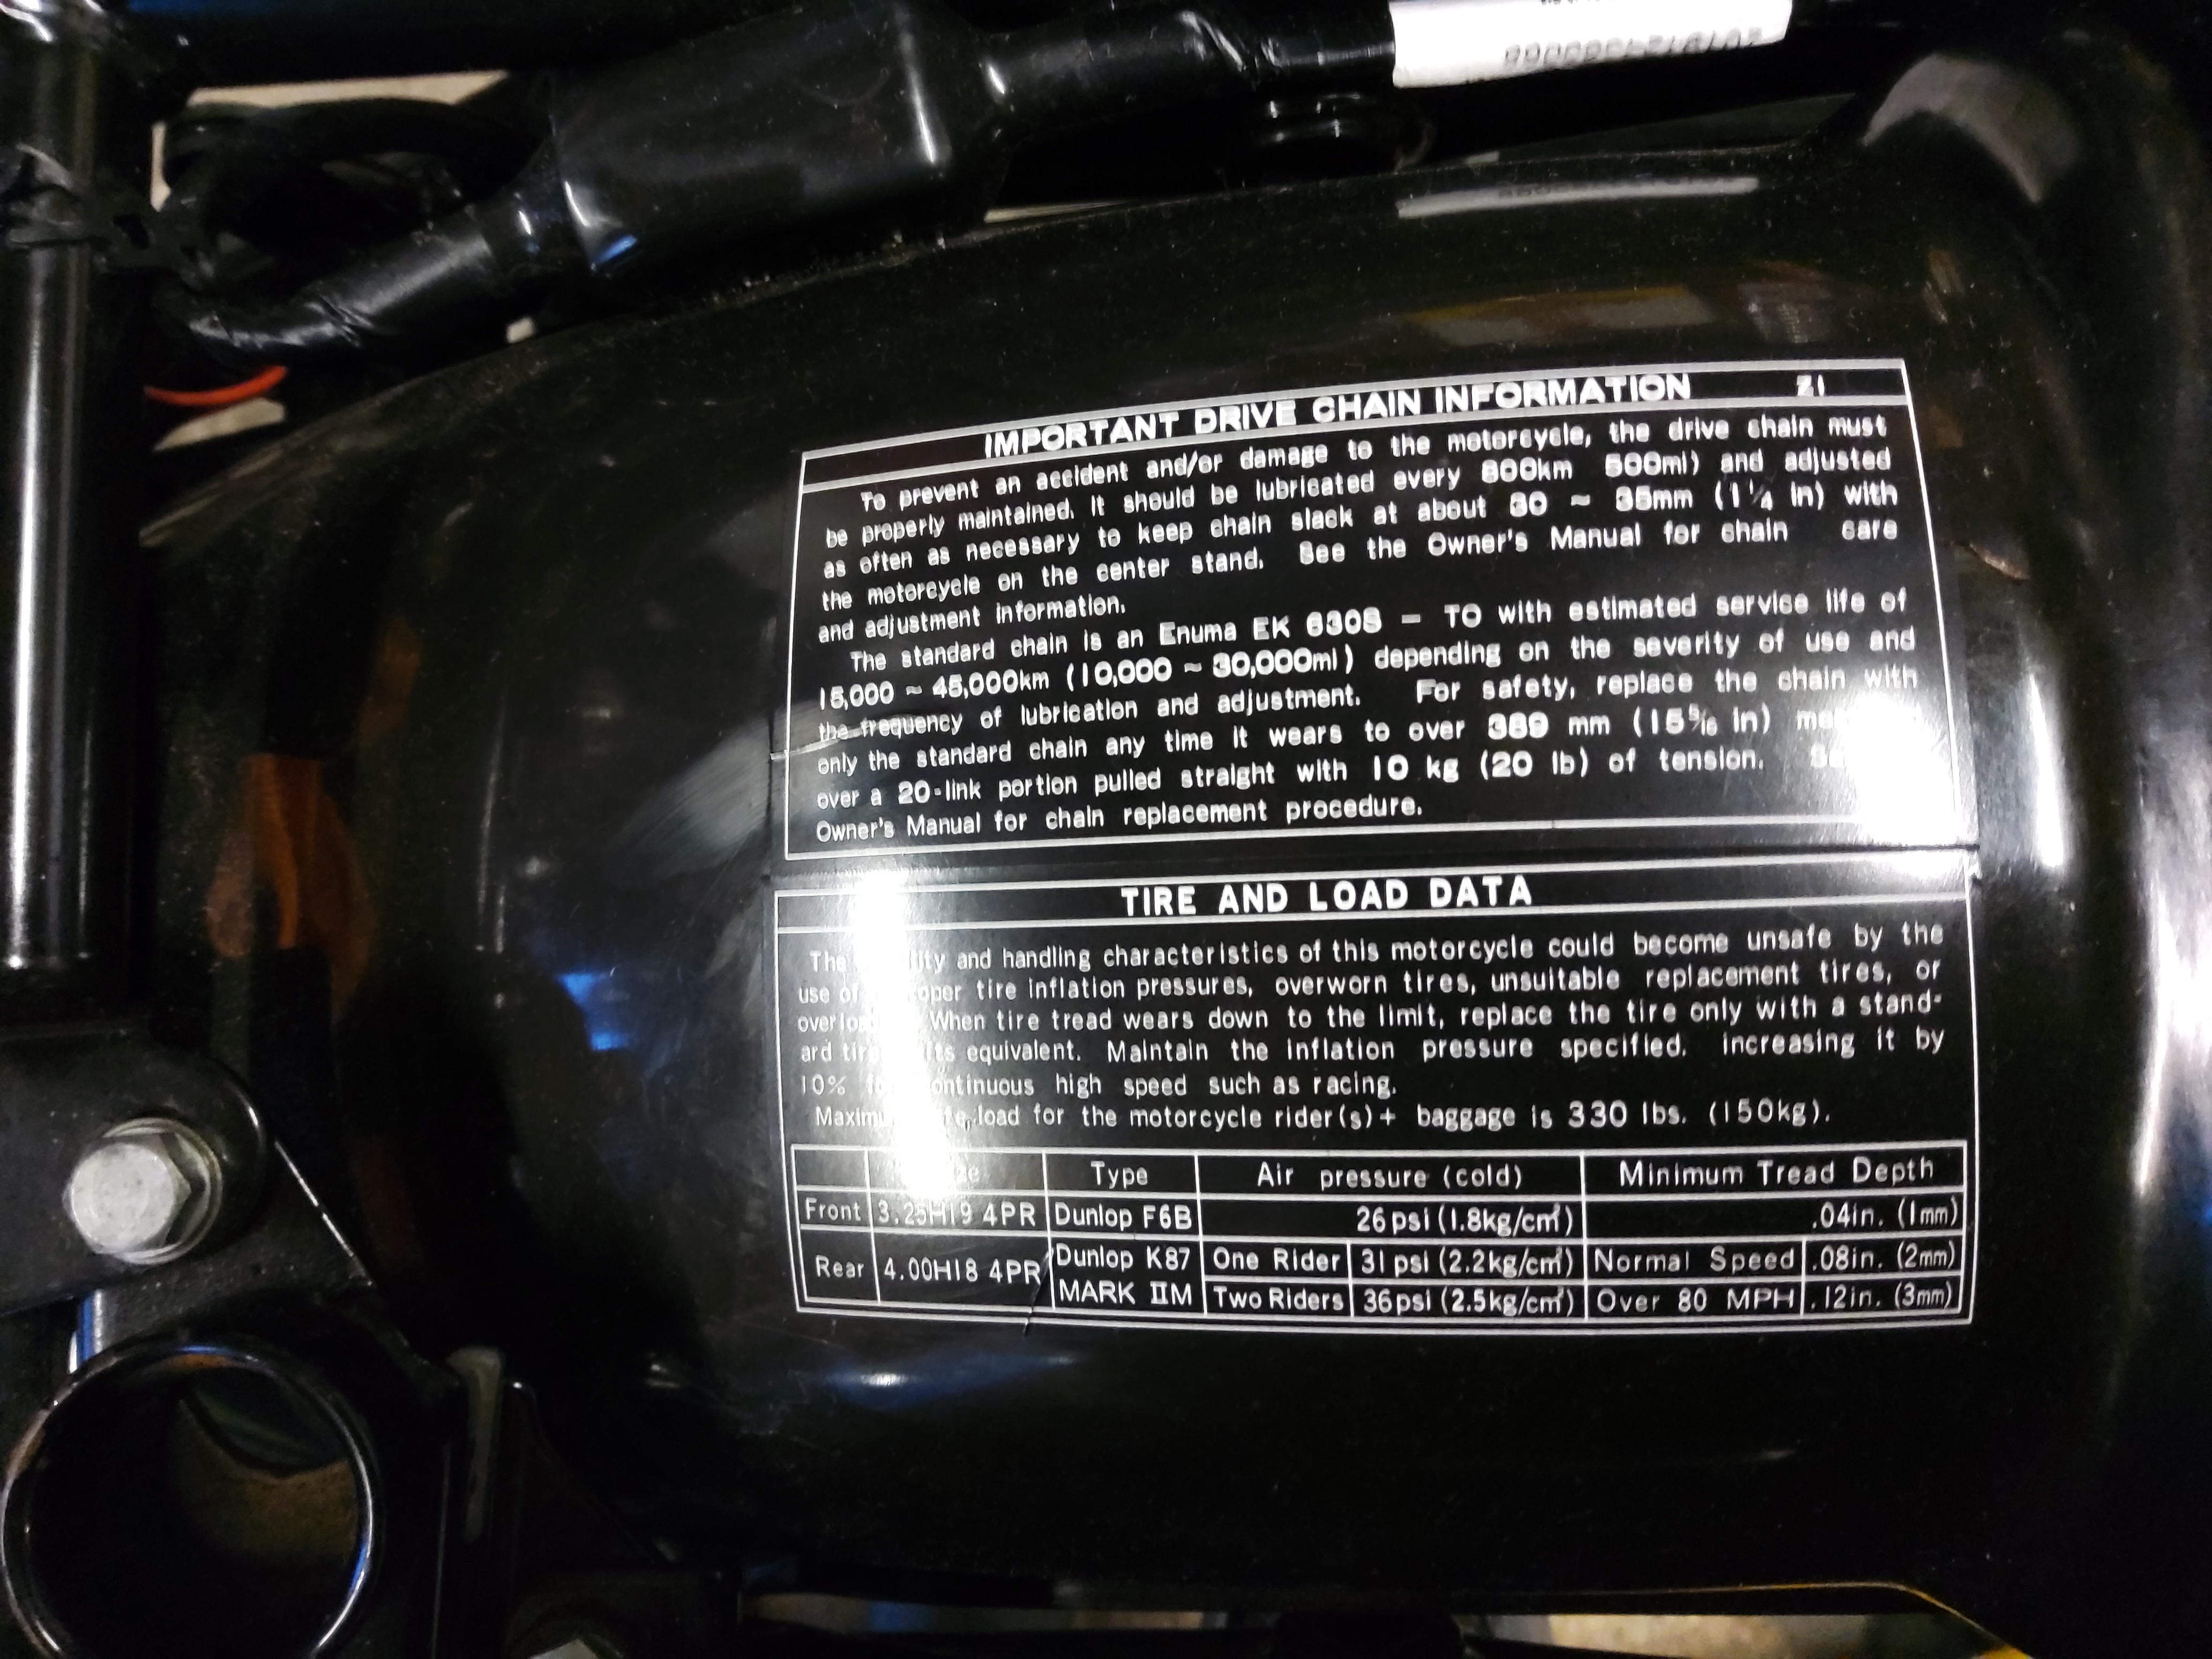 IMPORTANT DRIVE CHAIN INFORMATION Z1
To prevent an accident and/or damage to the motorcycle, the drive chain must
be properly maintained. It should be lubricated every 800km 500mi) and adjusted
as often as necessary to keep chain slack at about 30 ~ 35mm (1 1/4 in) with
the motorcycle on the center stand. See the Owner's Manual for chain care
and adjustment information.
The standard chain is an Enuma EK 630S - TO with estimated service life of
15,000 ~ 45,000km (10,000 ~ 30,000mi) depending on the severity of use and
the frequency of lubrication and adjustment. For safety, replace the chain with
only the standard chain any time it wears to over 389 mm (15 5/16 in)
over a 20-link portion pulled straight with 10 kg (20 lb) of tension.
Owner's Manual for chain replacement procedure.
TIRE AND LOAD DATA
The and handling characteristics of this motorcycle could become unsafe by the
use of tire inflation pressures, overworn tires, unsuitable replacement tires, or
When tire tread wears down to the limit, replace the tire only with a stand-
ard its equivalent. Maintain the inflation pressure specified. increasing it by
10% continuous high speed such as racing.
load for the motorcycle rider(s)+ baggage is 330 lbs. (150kg).
Type Air pressure (cold) Minimum Tread Depth
Front 3.25H19 4PR Dunlop F6B 26 psi (1.8kg/cm²) .04in. (1mm)
Rear 4.00H18 4PR Dunlop K87 One Rider 31 psi (2.2kg/cm²) Normal Speed .08in. (2mm)
MARK IIM Two Riders 36psi (2.5kg/cm²) Over 80 MPH .12in. (3mm)